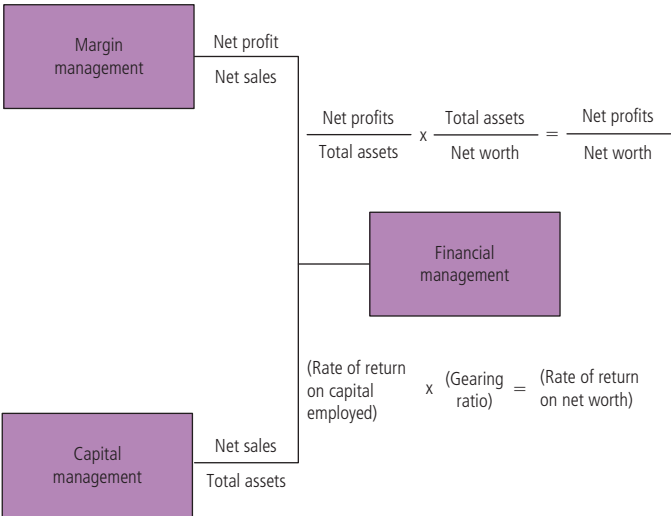 Margin
management
Net profit
Net sales
Net profits
Total assets
x
Total assets
Net worth
=
Net profits
Net worth
Financial
management
(Rate of return
on capital
employed)
x
(Gearing
ratio)
=
(Rate of return
on net worth)
Capital
management
Net sales
Total assets